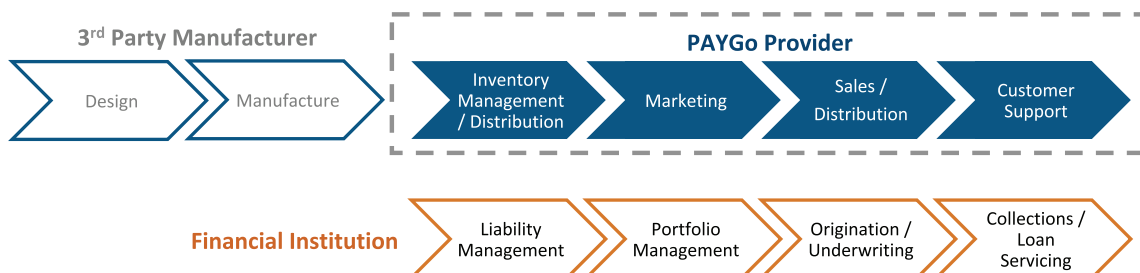 3rd Party Manufacturer
PAYGo Provider
Design
Manufacture
Inventory
Management
/ Distribution
Marketing
Sales /
Distribution
Customer
Support
Financial Institution
Liability
Management
Portfolio
Management
Origination /
Underwriting
Collections /
Loan
Servicing